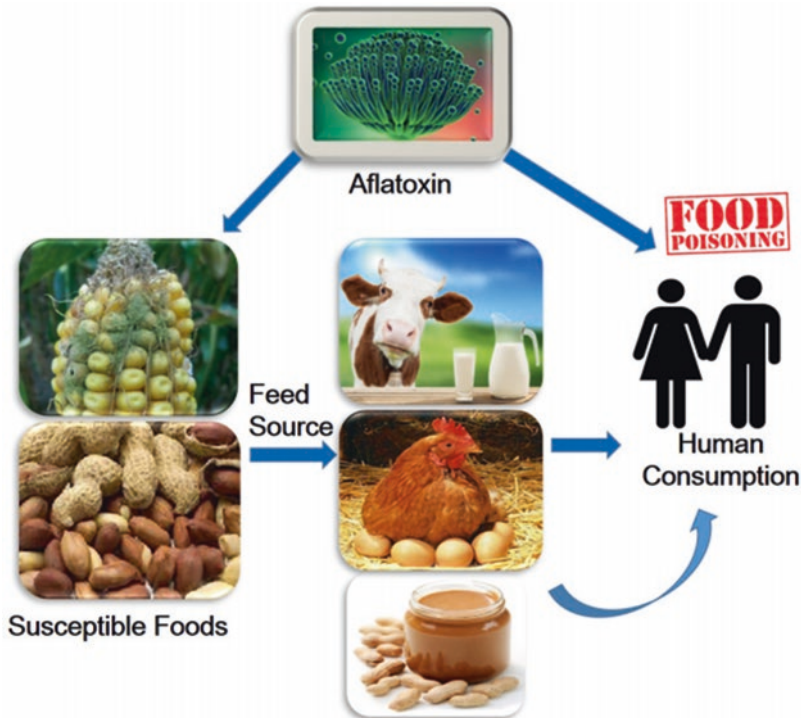 Aflatoxin
FOOD
POISONING
Feed
Source
Human
Consumption
Susceptible Foods